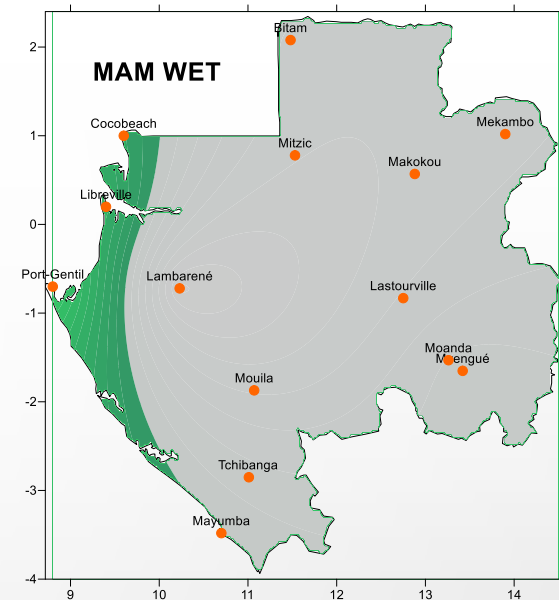 Bitam
2
MAM WET
Cocobeach
Mekambo
1
Mitzic
Makokou
Libreville
0
Port-Gentil
Lambarené
Lastourville
-1
Moanda
Mouila
-2
Tchibanga
-3
Mayumba
-4
9
10
11
12
13
14